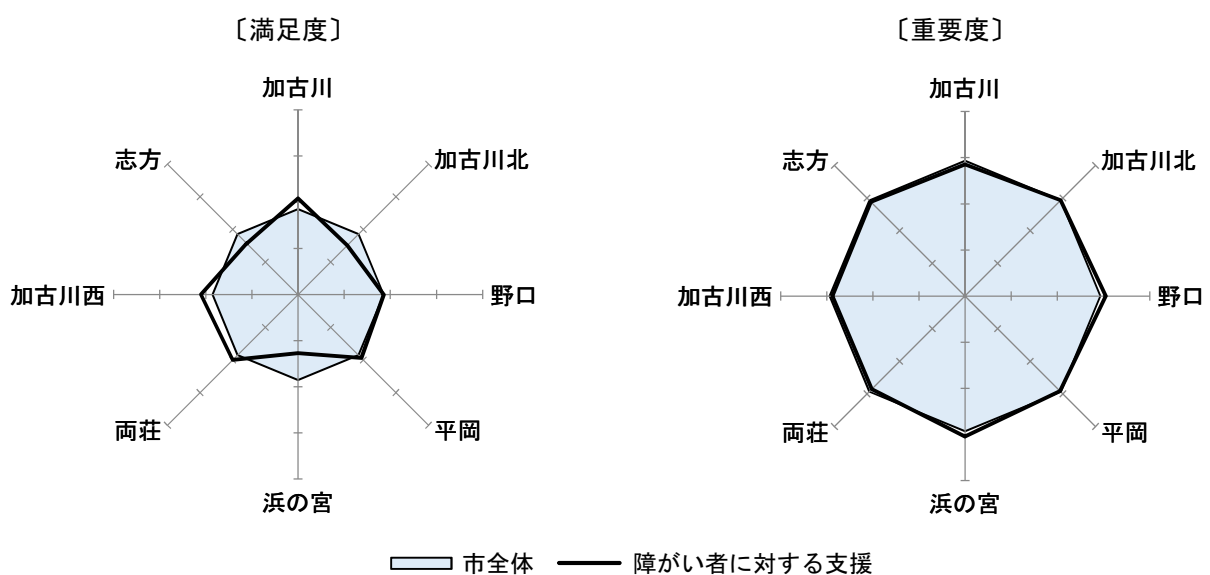 〔満足度〕
加古川
加古川北
野口
平岡
浜の宮
両荘
加古川西
志方
〔重要度〕
加古川
加古川北
野口
平岡
浜の宮
両荘
加古川西
志方
市全体
障がい者に対する支援